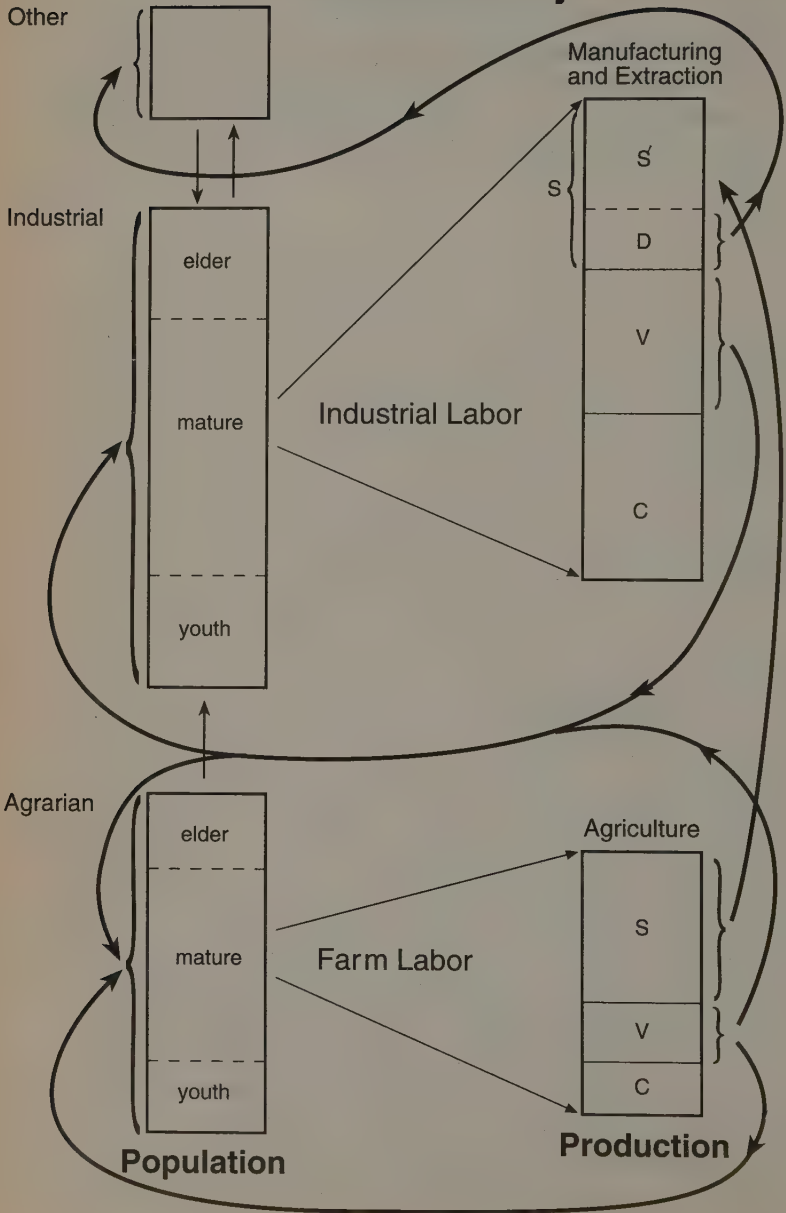 Other
Manufacturing
and Extraction
S'
S
D
Industrial
elder
V
mature
Industrial Labor
C
youth
Agrarian
elder
Agriculture
S
mature
Farm Labor
V
youth
C
Population
Production